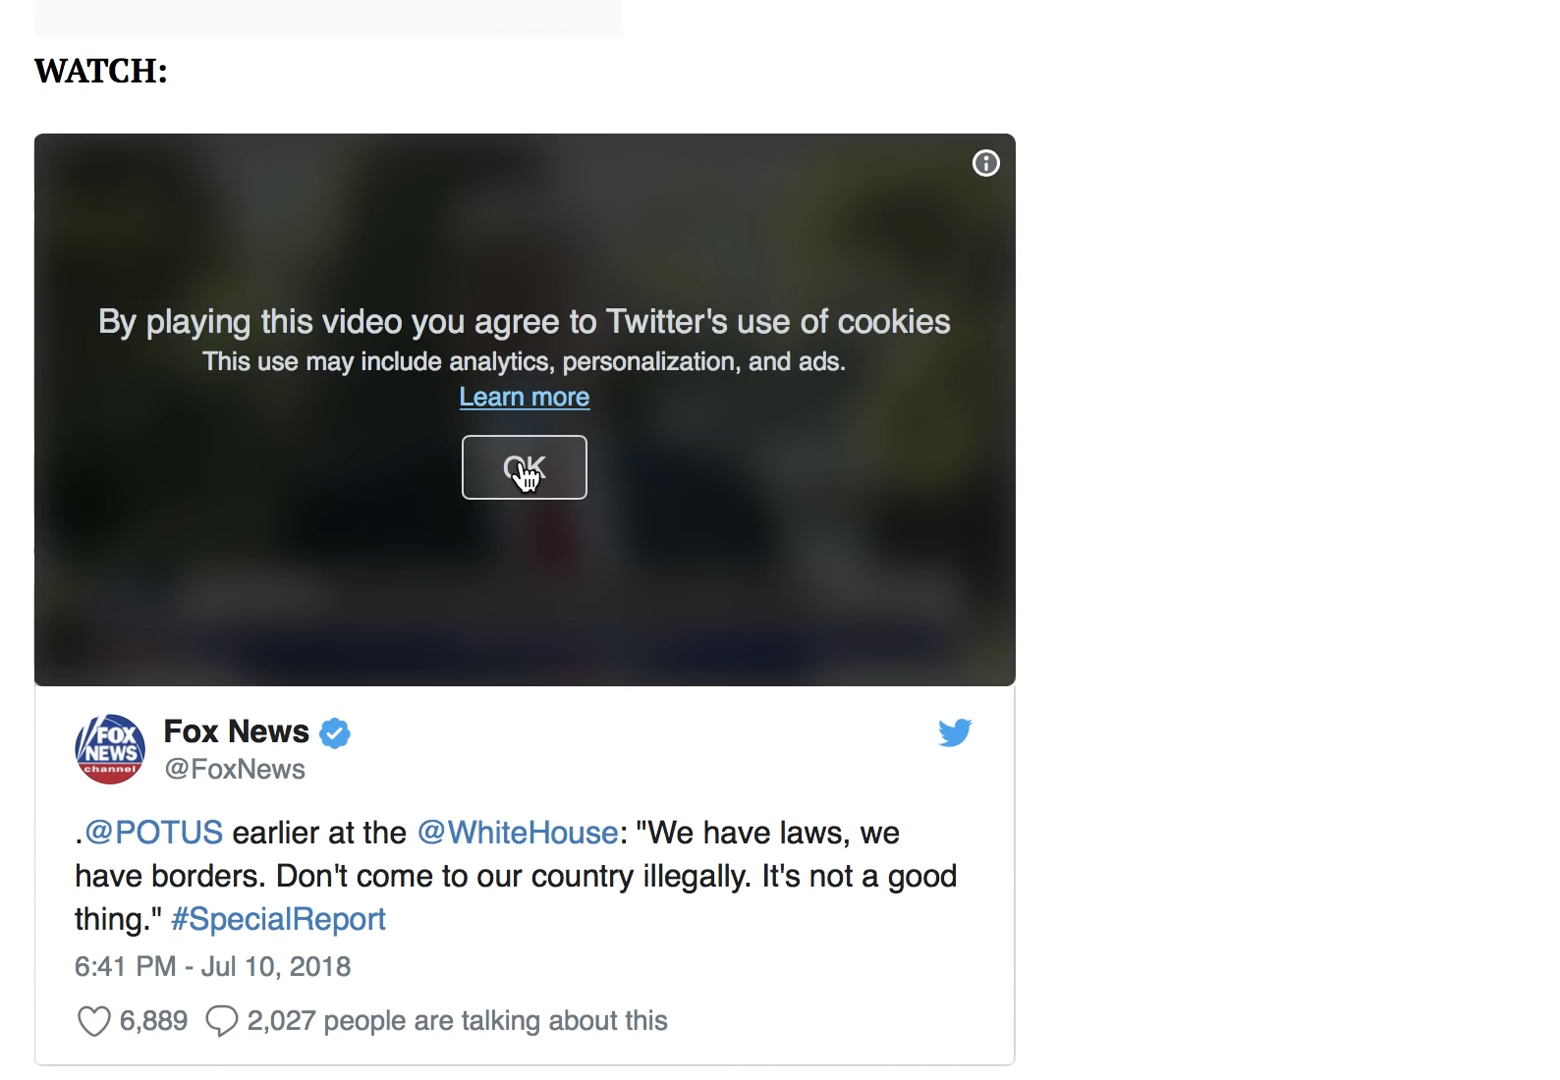 WATCH:
By playing this video you agree to Twitter's use of cookies
This use may include analytics, personalization, and ads.
Learn more
OK
FOX
NEWS
channel
Fox News
@FoxNews
.@POTUS earlier at the @WhiteHouse: "We have laws, we
have borders. Don't come to our country illegally. It's not a good
thing." #SpecialReport
6:41 PM - Jul 10, 2018
6,889 2,027 people are talking about this